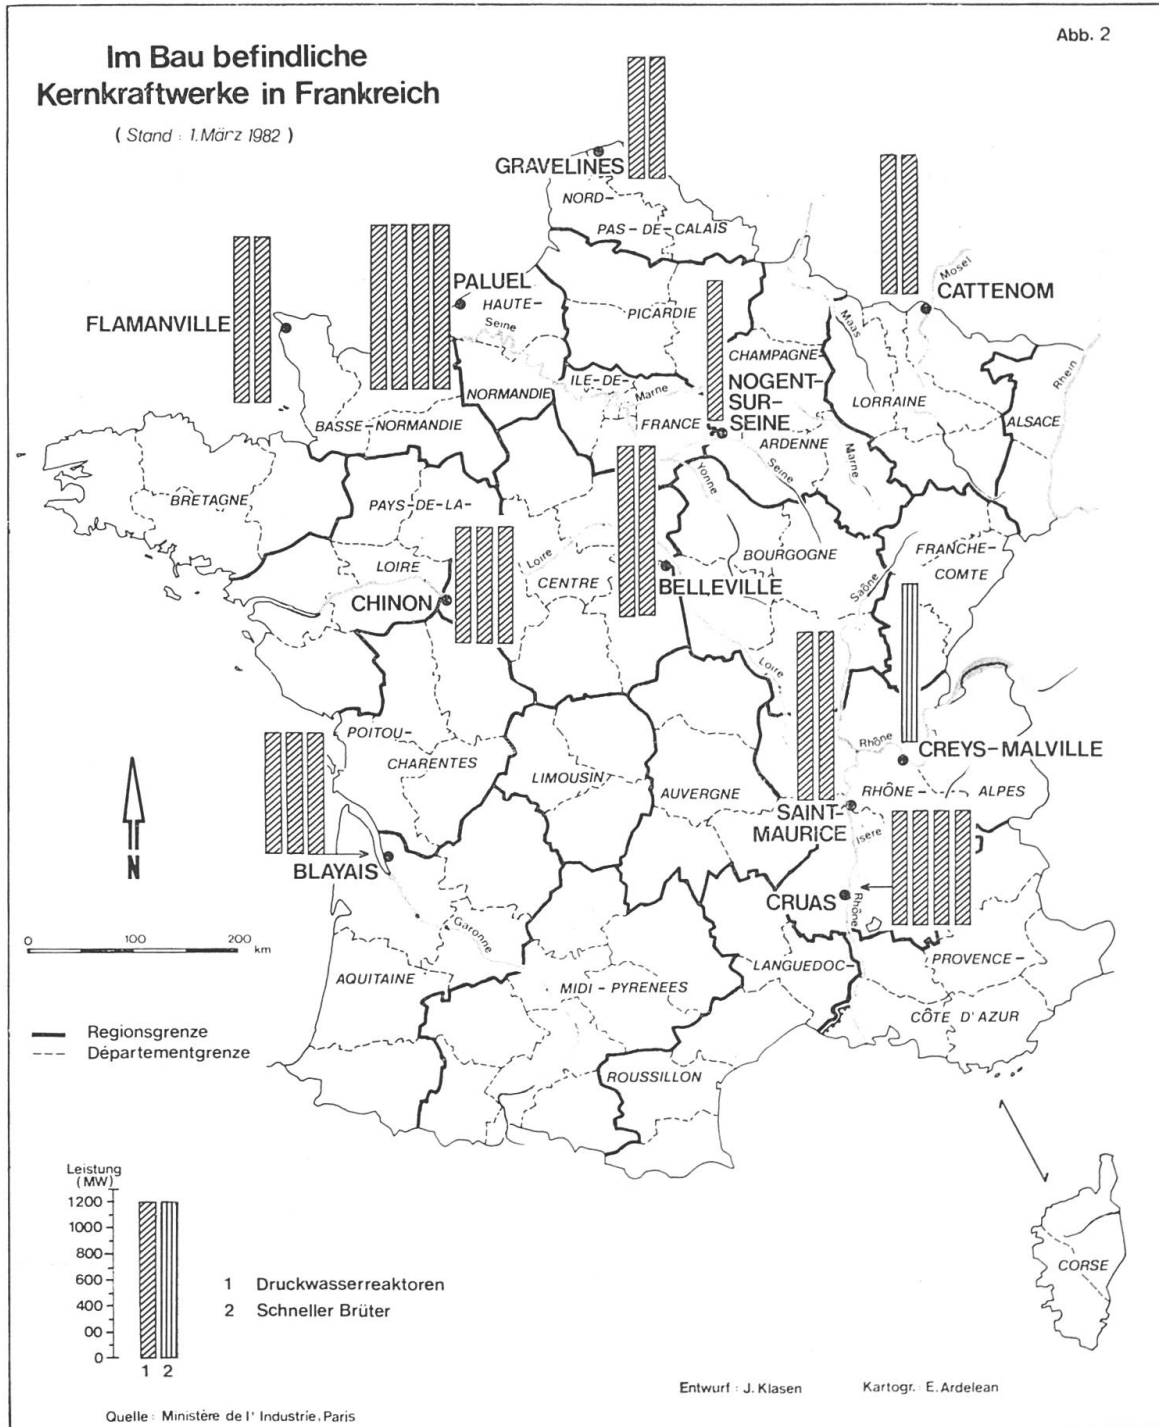 Abb. 2
Im Bau befindliche
Kernkraftwerke in Frankreich
( Stand : 1. März 1982 )
GRAVELINES
NORD-
PAS - DE - CALAIS
Mosel
CATTENOM
PALUEL
HAUTE-
Seine
FLAMANVILLE
PICARDIE
Maas
CHAMPAGNE-
Rhein
NORMANDIE
ILE-DE-
Marne
NOGENT-
SUR-
SEINE
LORRAINE
ALSACE
BASSE-NORMANDIE
FRANCE
ARDENNE
Marne
Seine
Yonne
BRETAGNE
PAYS-DE-LA-
LOIRE
Loire
CENTRE
BOURGOGNE
FRANCHE-
COMTE
Saône
BELLEVILLE
CHINON
Loire
POITOU-
CHARENTES
LIMOUSIN
AUVERGNE
Rhône
CREYS-MALVILLE
RHÔNE-
ALPES
SAINT-
MAURICE
Isère
N
BLAYAIS
CRUAS
Rhône
Garonne
0 100 200 km
AQUITAINE
MIDI - PYRENEES
LANGUEDOC-
PROVENCE-
CÔTE D'AZUR
Regionsgrenze
Départementgrenze
ROUSSILLON
Leistung
(MW)
1200
1000
800
600
400
00
0
1 2
1 Druckwasserreaktoren
2 Schneller Brüter
CORSE
Entwurf : J. Klasen Kartogr.: E. Ardelean
Quelle : Ministère de l' Industrie, Paris